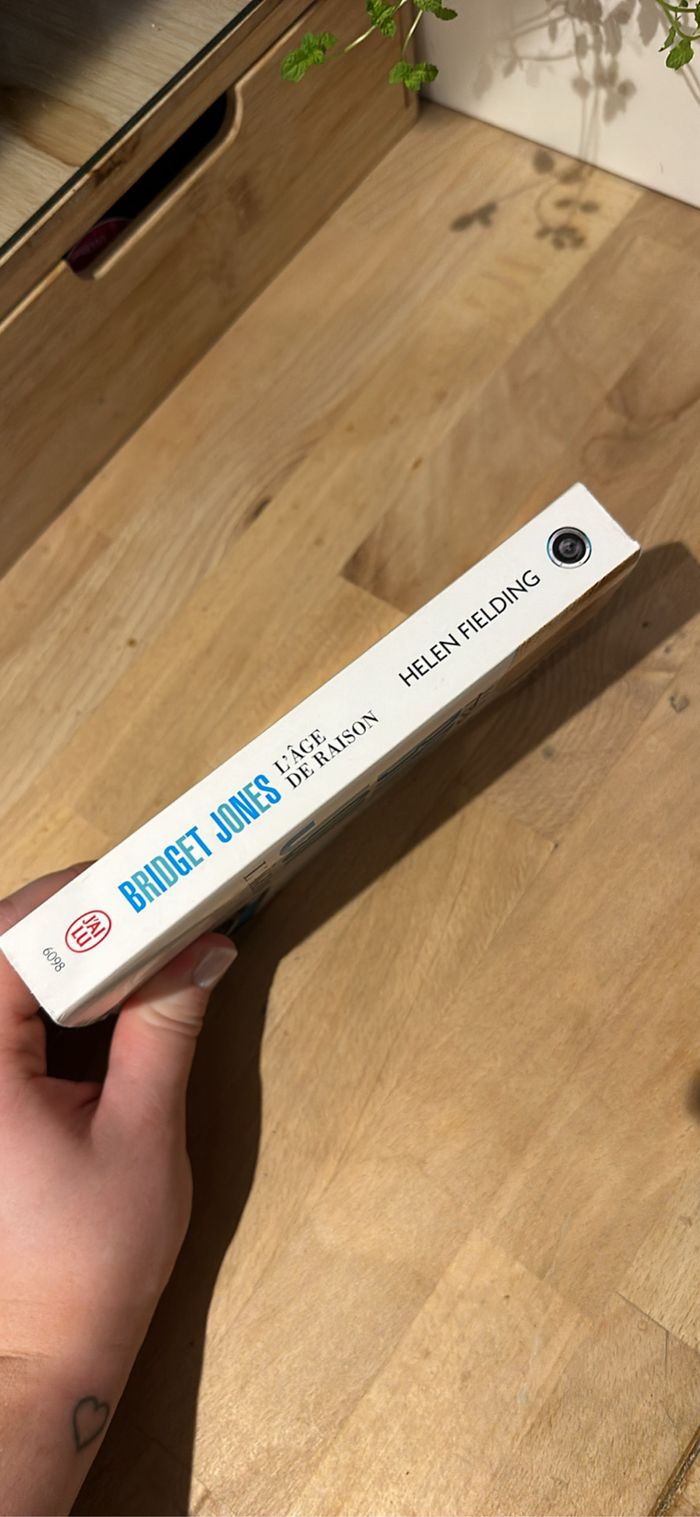 6098
J'AI
LU
BRIDGET JONES
L'ÂGE
DE RAISON
HELEN FIELDING